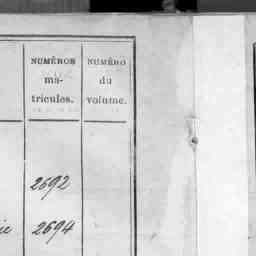 NUMÉROS NUMÉRO
ma- du
tricules. volume.
2692
2694